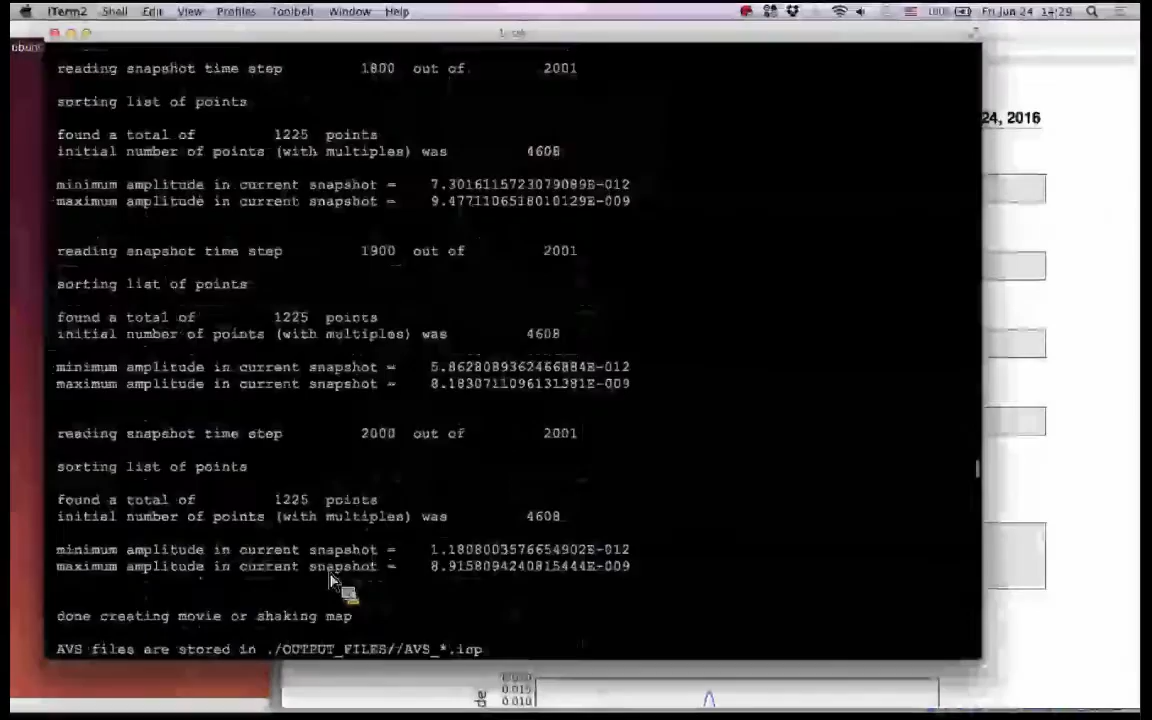 iTerm2 Shell Edit View Profiles Toolbelt Window Help Fri Jun 24 14:29
reading snapshot time step 1800 out of 2001
sorting list of points
24, 2016
found a total of 1225 points
initial number of points (with multiples) was 4608
minimum amplitude in current snapshot = 7.3016115723079089E-012
maximum amplitude in current snapshot = 9.4771106518010129E-009
reading snapshot time step 1900 out of 2001
sorting list of points
found a total of 1225 points
initial number of points (with multiples) was 4608
minimum amplitude in current snapshot = 5.8628089362466884E-012
maximum amplitude in current snapshot = 8.1830711096131381E-009
reading snapshot time step 2000 out of 2001
sorting list of points
found a total of 1225 points
initial number of points (with multiples) was 4608
minimum amplitude in current snapshot = 1.1808003576654902E-012
maximum amplitude in current snapshot = 8.9158094240815444E-009
done creating movie or shaking map
AVS files are stored in ./OUTPUT_FILES//AVS_*.inp
0.015
0.010